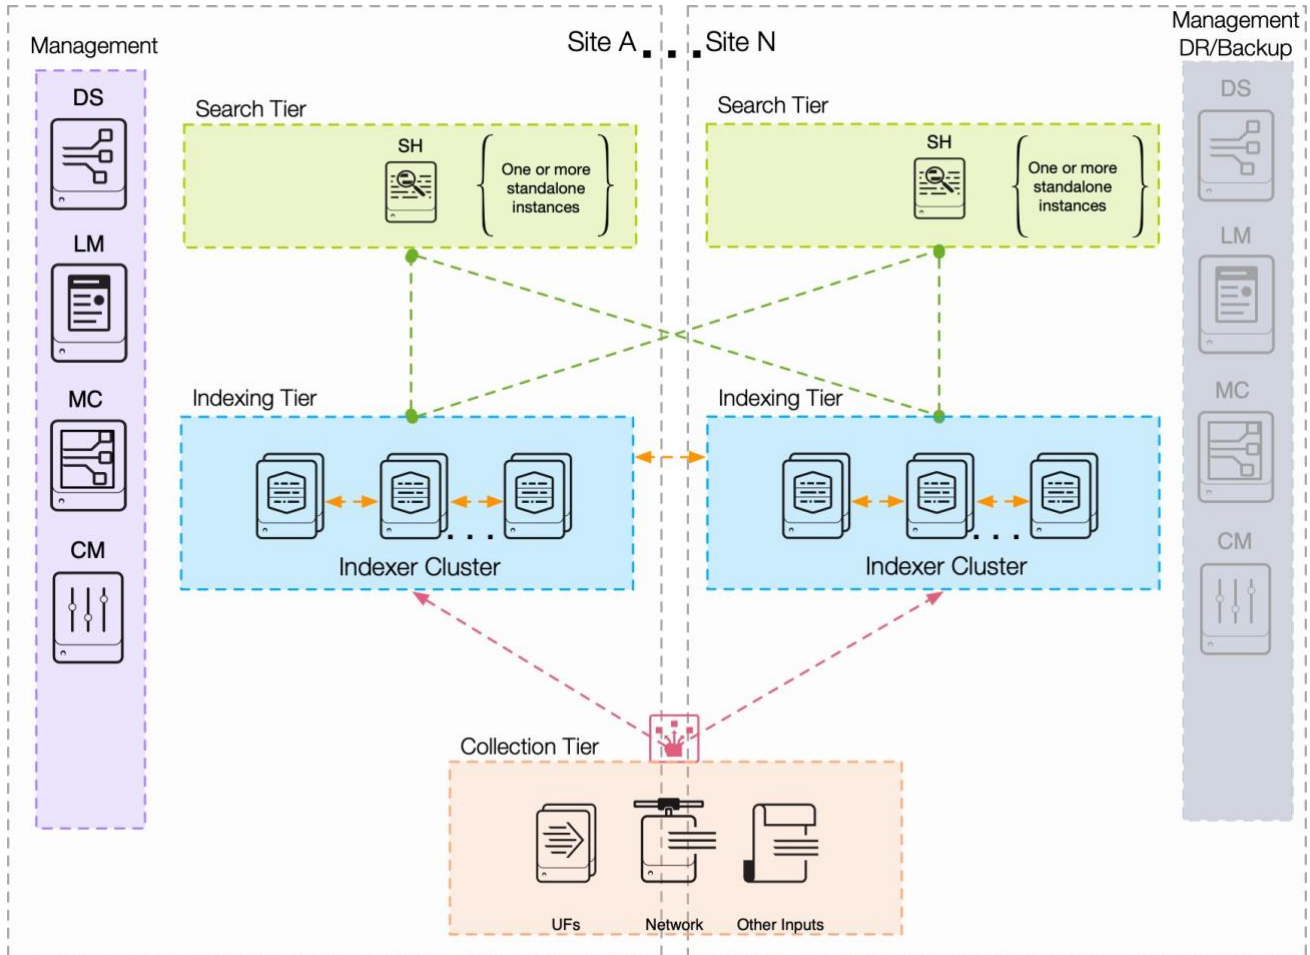 Management
DS
LM
MC
CM
Site A
Site N
Search Tier
SH
One or more
standalone
instances
Search Tier
SH
One or more
standalone
instances
Indexing Tier
Indexer Cluster
Indexing Tier
Indexer Cluster
Collection Tier
UFs
Network
Other Inputs
Management
DR/Backup
DS
LM
MC
CM